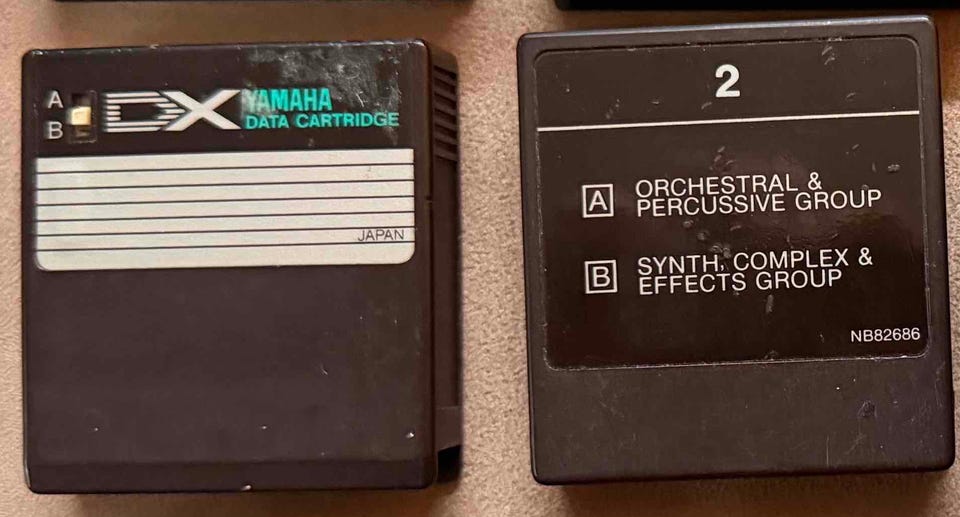 A
B
DX
YAMAHA
DATA CARTRIDGE
JAPAN
2
A ORCHESTRAL &
PERCUSSIVE GROUP
B SYNTH, COMPLEX &
EFFECTS GROUP
NB82686